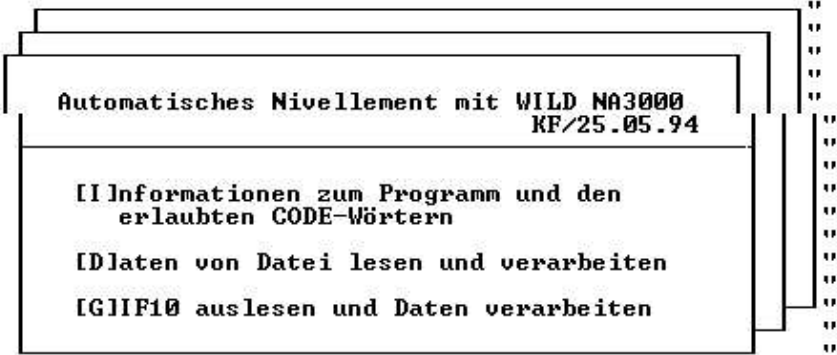 Automatisches Nivellement mit WILD NA3000
KF/25.05.94
[I]nformationen zum Programm und den
erlaubten CODE-Wörtern
[D]aten von Datei lesen und verarbeiten
[G]IF10 auslesen und Daten verarbeiten